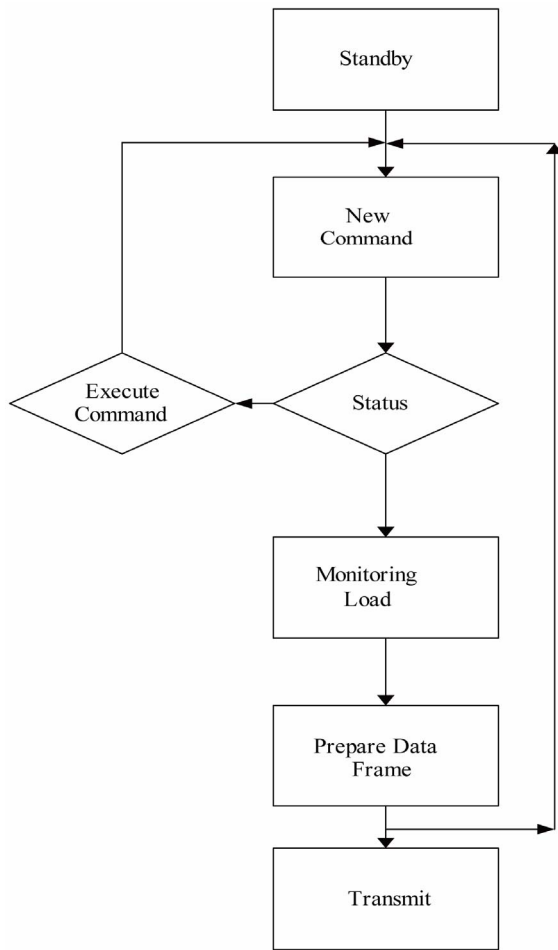 Standby
New
Command
Execute
Command
Status
Monitoring
Load
Prepare Data
Frame
Transmit